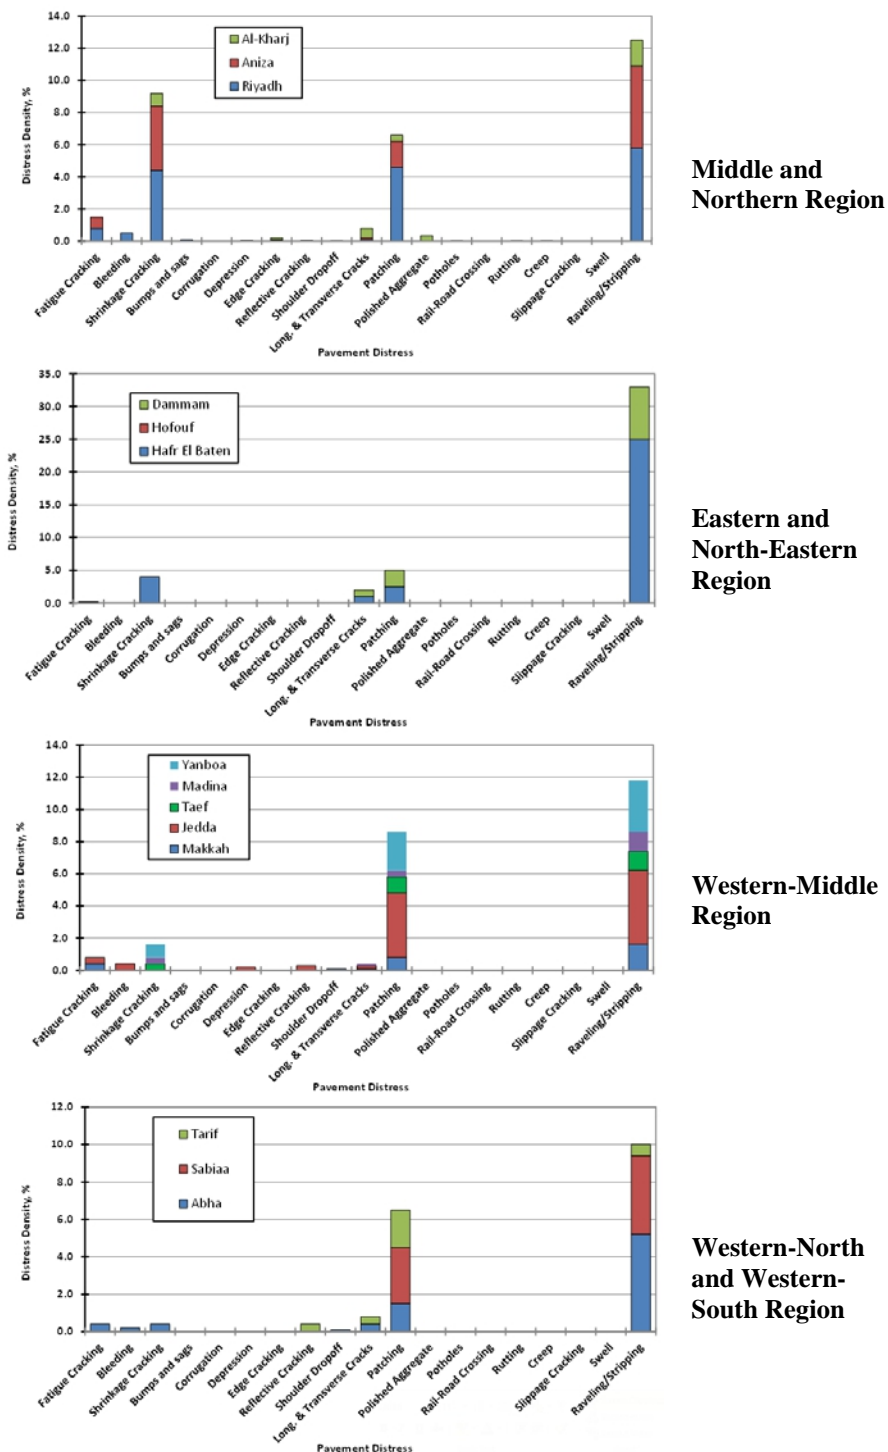 14.0
12.0
10.0
8.0
6.0
4.0
2.0
0.0
Distress Density, %
Al-Kharj
Aniza
Riyadh
Fatigue Cracking
Bleeding
Shrinkage Cracking
Bumps and sags
Corrugation
Depression
Edge Cracking
Reflective Cracking
Shoulder Dropoff
Long. & Transverse Cracks
Patching
Polished Aggregate
Potholes
Rail-Road Crossing
Rutting
Creep
Slippage Cracking
Swell
Raveling/Stripping
Pavement Distress
Middle and
Northern Region
35.0
30.0
25.0
20.0
15.0
10.0
5.0
0.0
Distress Density, %
Dammam
Hofouf
Hafr El Baten
Fatigue Cracking
Bleeding
Shrinkage Cracking
Bumps and sags
Corrugation
Depression
Edge Cracking
Reflective Cracking
Shoulder Dropoff
Long. & Transverse Cracks
Patching
Polished Aggregate
Potholes
Rail-Road Crossing
Rutting
Creep
Slippage Cracking
Swell
Raveling/Stripping
Pavement Distress
Eastern and
North-Eastern
Region
14.0
12.0
10.0
8.0
6.0
4.0
2.0
0.0
Distress Density, %
Yanboa
Madina
Taef
Jedda
Makkah
Fatigue Cracking
Bleeding
Shrinkage Cracking
Bumps and sags
Corrugation
Depression
Edge Cracking
Reflective Cracking
Shoulder Dropoff
Long. & Transverse Cracks
Patching
Polished Aggregate
Potholes
Rail-Road Crossing
Rutting
Creep
Slippage Cracking
Swell
Raveling/Stripping
Pavement Distress
Western-Middle
Region
12.0
10.0
8.0
6.0
4.0
2.0
0.0
Distress Density, %
Tarif
Sabiaa
Abha
Fatigue Cracking
Bleeding
Shrinkage Cracking
Bumps and sags
Corrugation
Depression
Edge Cracking
Reflective Cracking
Shoulder Dropoff
Long. & Transverse Cracks
Patching
Polished Aggregate
Potholes
Rail-Road Crossing
Rutting
Creep
Slippage Cracking
Swell
Raveling/Stripping
Pavement Distress
Western-North
and Western-
South Region